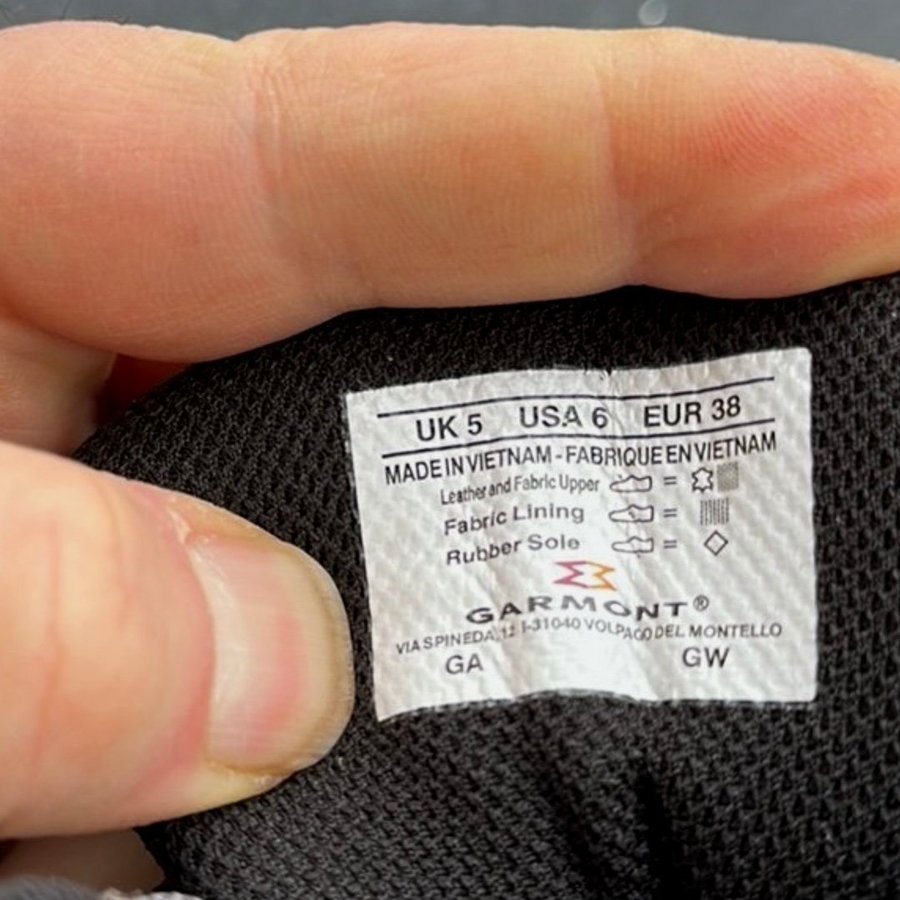 UK 5 USA 6 EUR 38
MADE IN VIETNAM - FABRIQUE EN VIETNAM
Leather and Fabric Upper =
Fabric Lining =
Rubber Sole =
GARMONT®
VIA SPINEDA, 12 I-31040 VOLPAGO DEL MONTELLO
GA GW